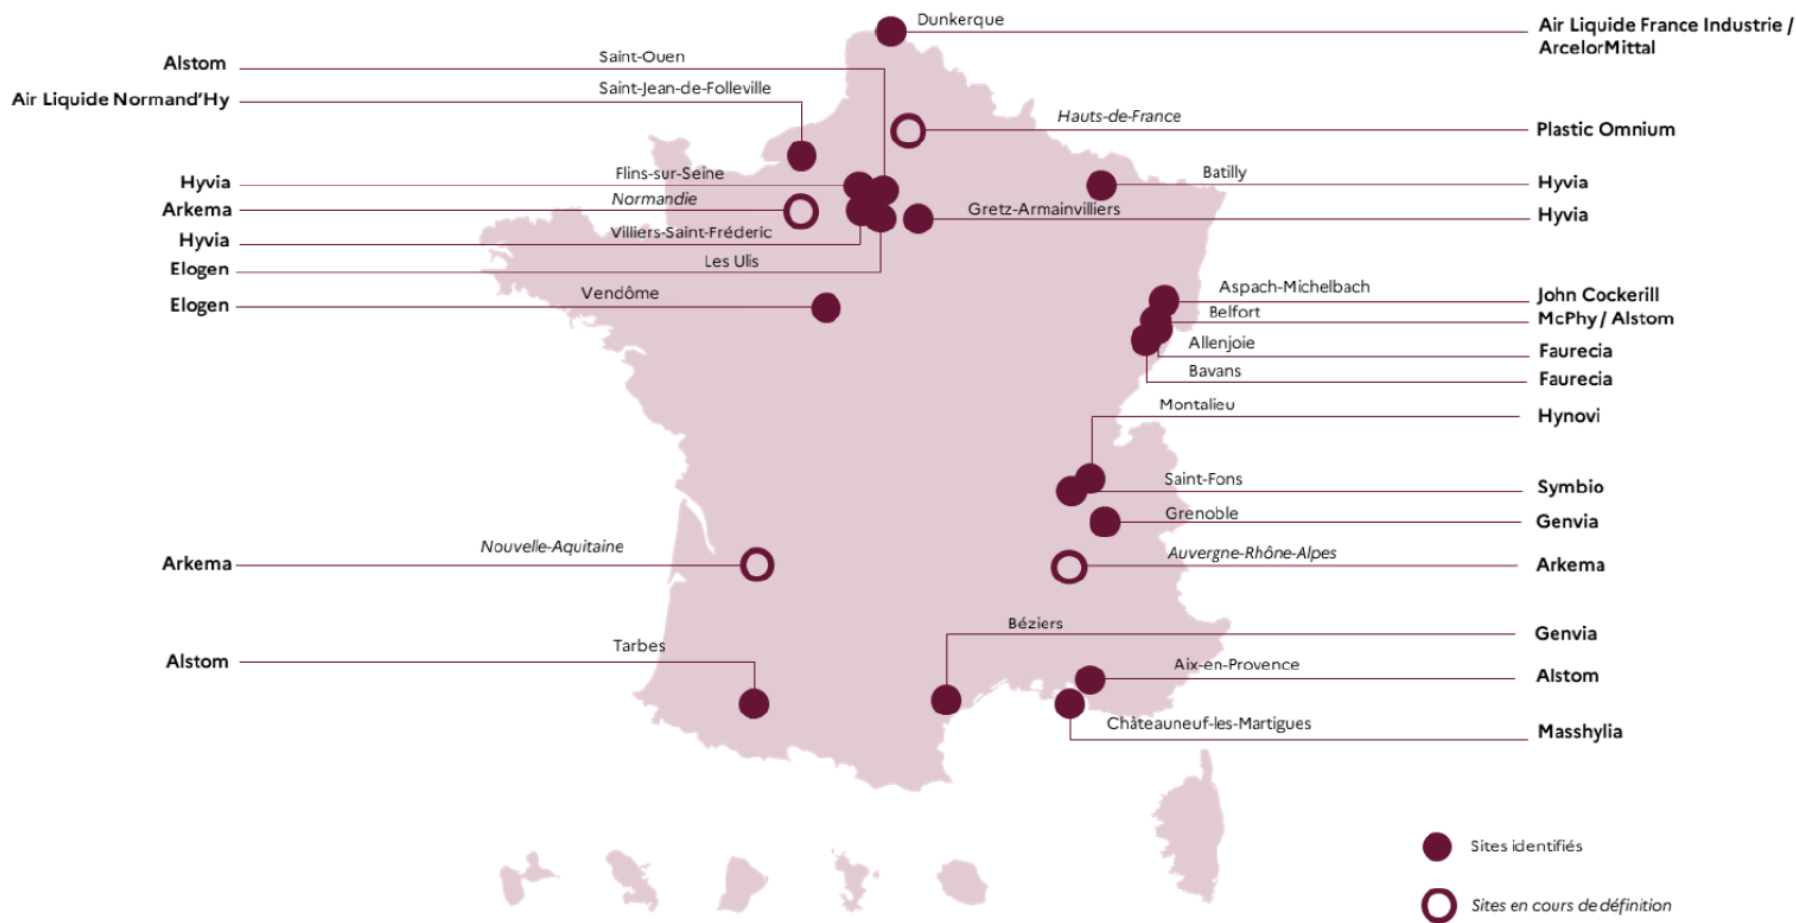 Dunkerque
Air Liquide France Industrie /
ArcelorMittal
Alstom
Saint-Ouen
Air Liquide Normand'Hy
Saint-Jean-de-Folleville
Hauts-de-France
Plastic Omnium
Hyvia
Flins-sur-Seine
Batilly
Hyvia
Arkema
Normandie
Gretz-Armainvilliers
Hyvia
Hyvia
Villiers-Saint-Fréderic
Elogen
Les Ulis
Elogen
Vendôme
Aspach-Michelbach
John Cockerill
Belfort
McPhy / Alstom
Allenjoie
Faurecia
Bavans
Faurecia
Montalieu
Hynovi
Saint-Fons
Symbio
Grenoble
Genvia
Arkema
Nouvelle-Aquitaine
Auvergne-Rhône-Alpes
Arkema
Béziers
Genvia
Alstom
Tarbes
Aix-en-Provence
Alstom
Châteauneuf-les-Martigues
Masshylia
Sites identifiés
Sites en cours de définition